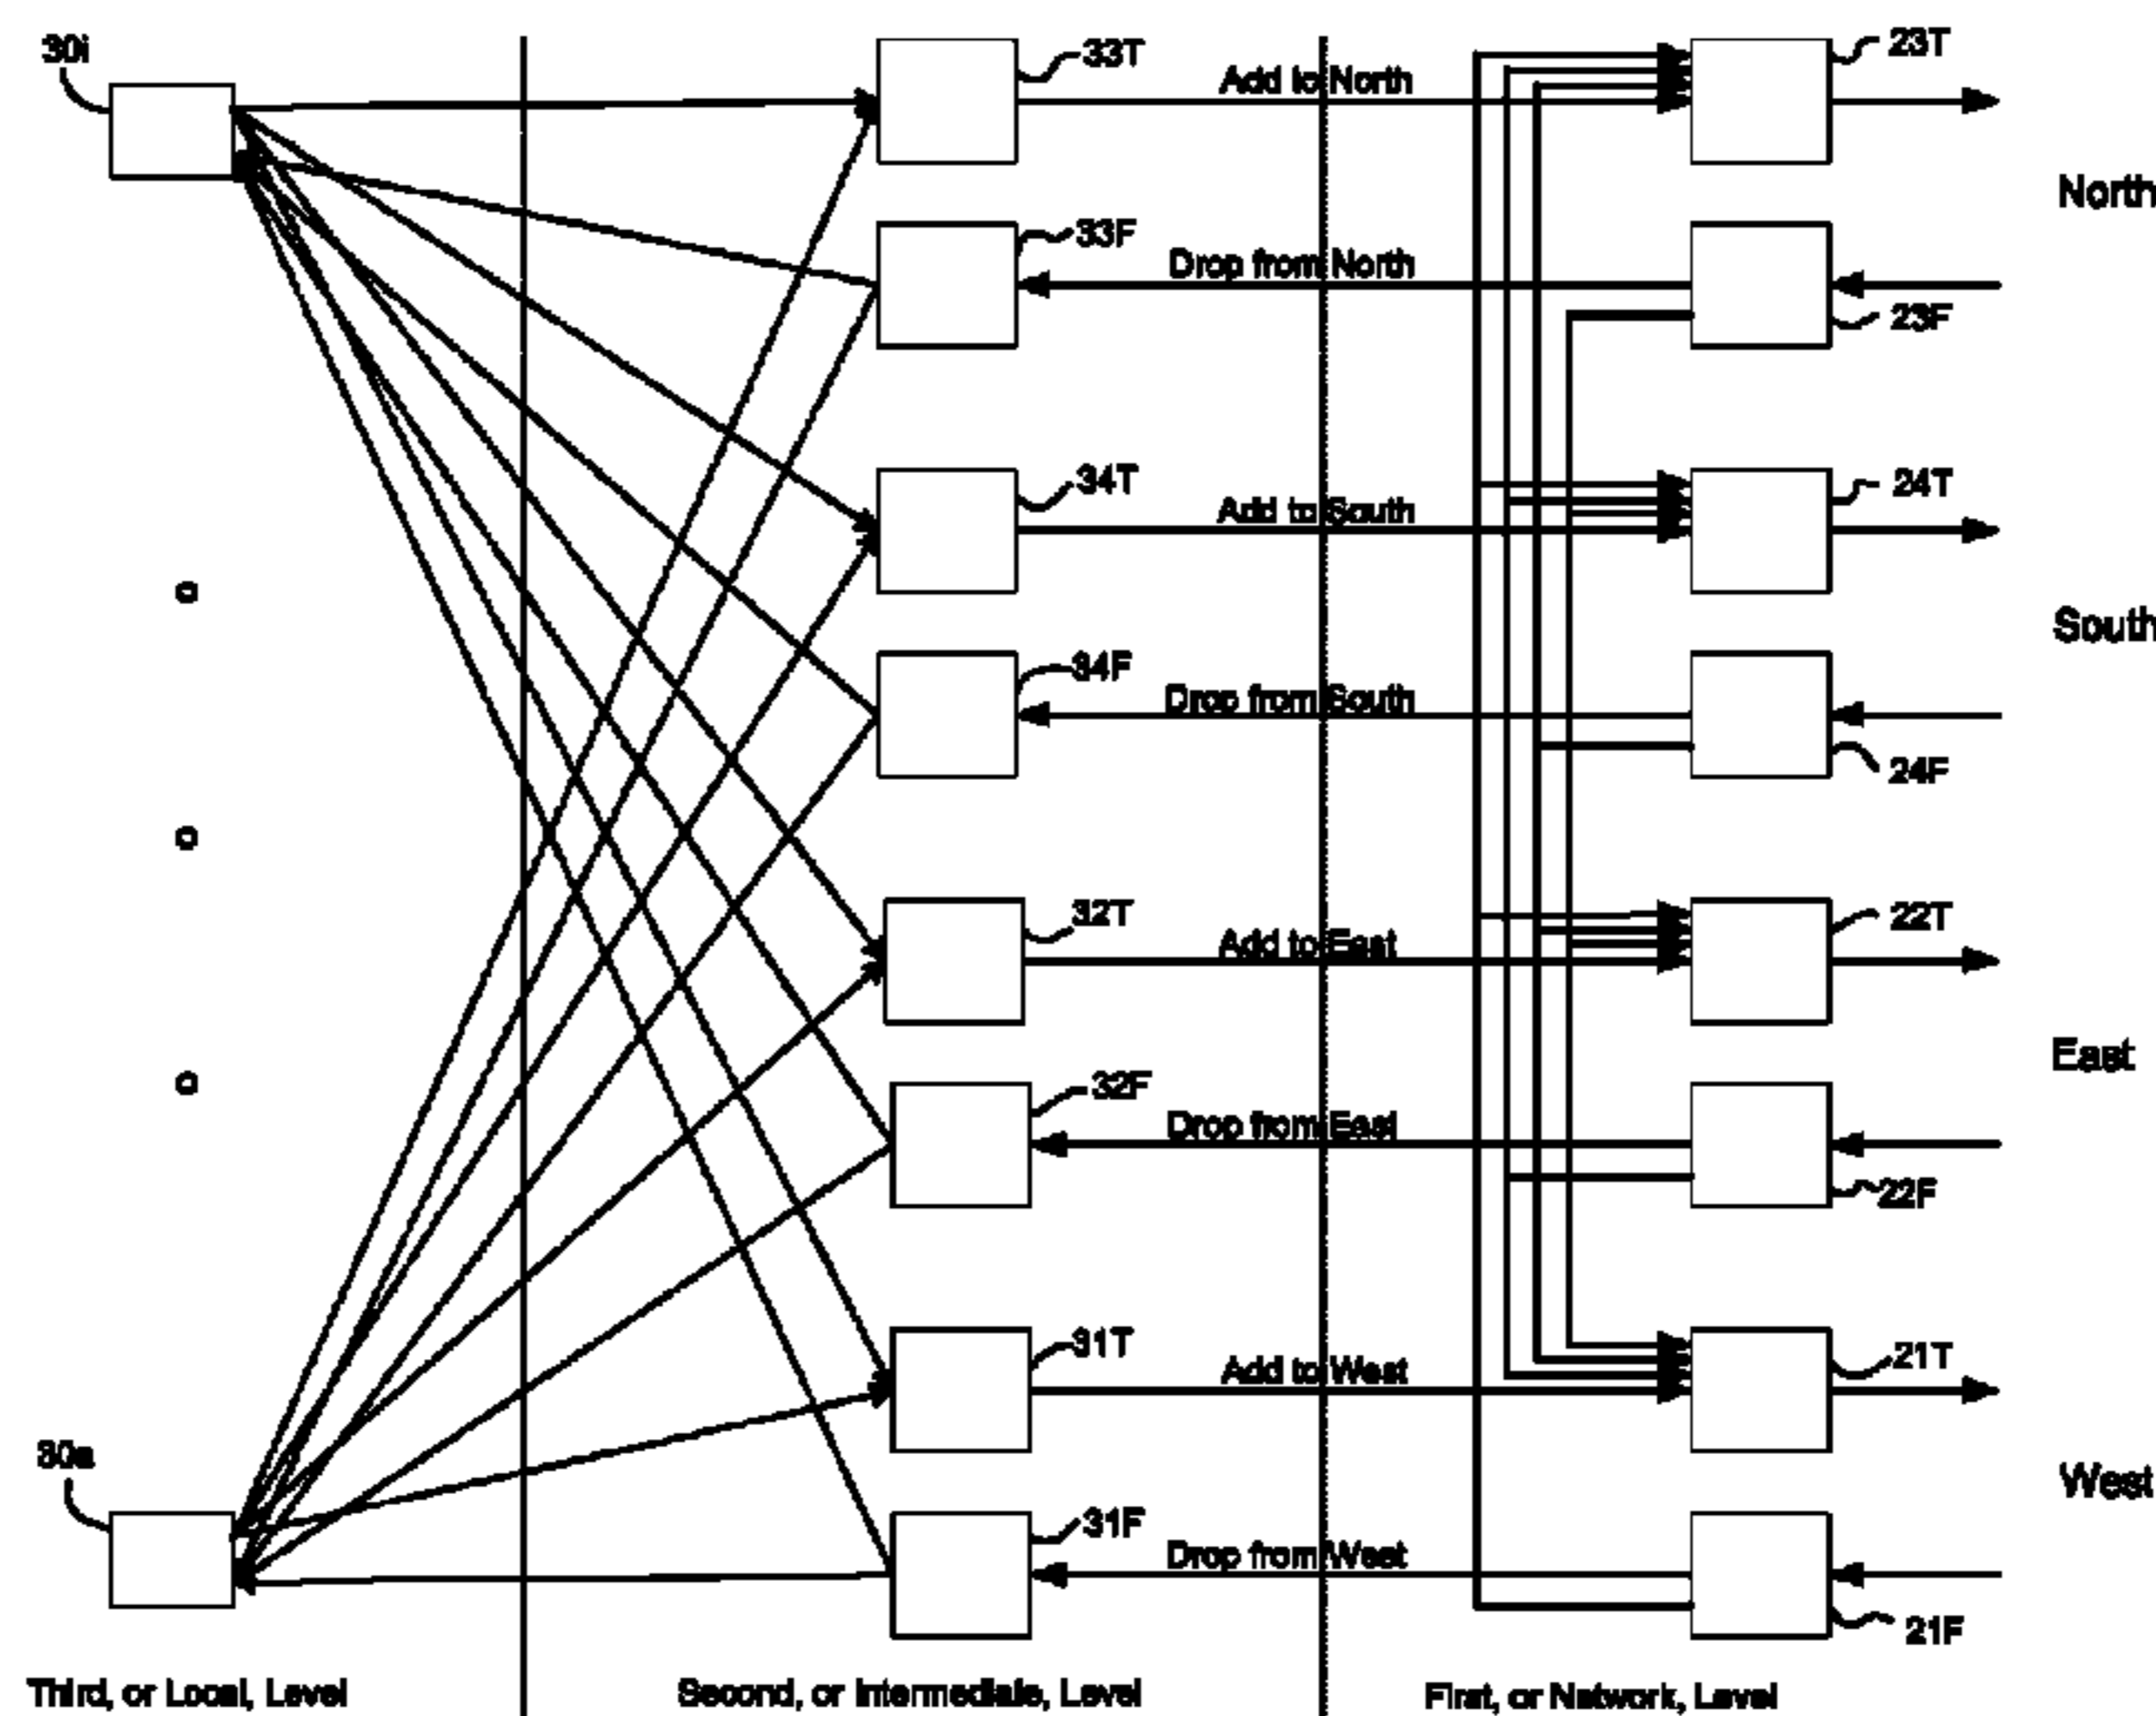 30i
33T
Add to North
23T
North
33F
Drop from North
23F
34T
Add to South
24T
South
34F
Drop from South
24F
32T
Add to East
22T
East
32F
Drop from East
22F
31T
Add to West
21T
30a
West
31F
Drop from West
21F
Third, or Local, Level
Second, or Intermediate, Level
First, or Network, Level